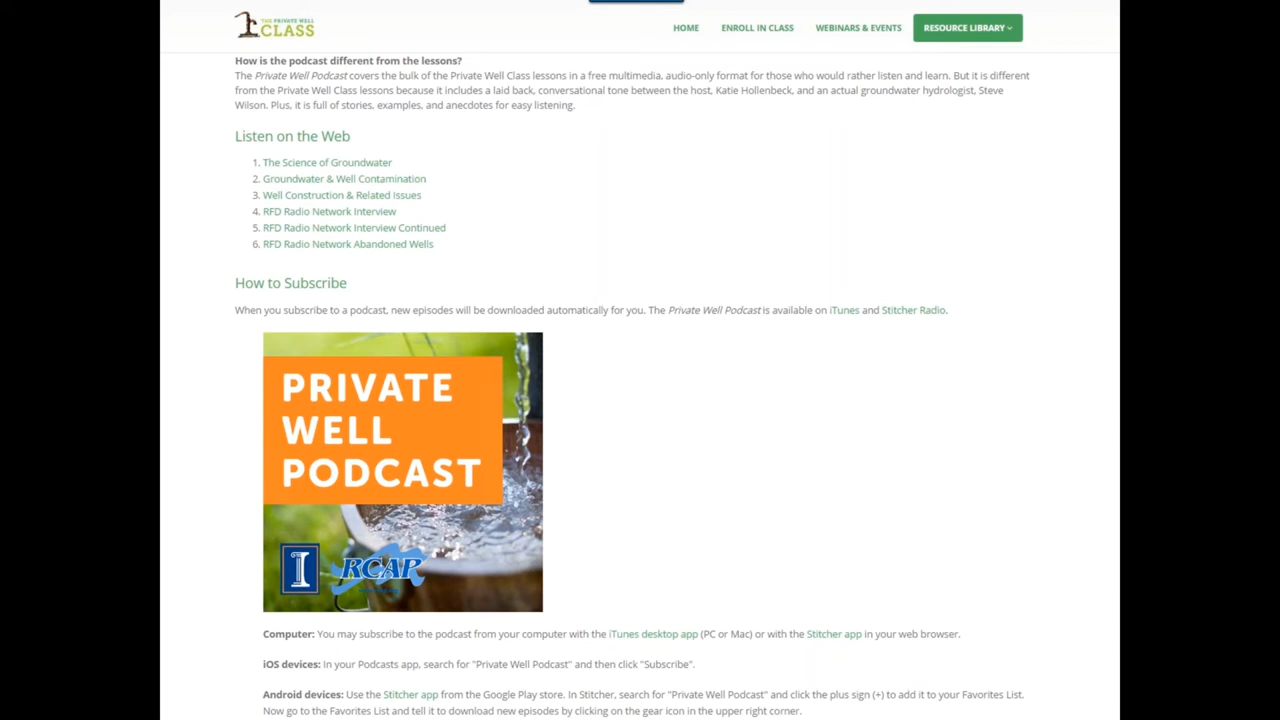 THE PRIVATE WELL
CLASS
HOME
ENROLL IN CLASS
WEBINARS & EVENTS
RESOURCE LIBRARY
How is the podcast different from the lessons?
The Private Well Podcast covers the bulk of the Private Well Class lessons in a free multimedia, audio-only format for those who would rather listen and learn. But it is different
from the Private Well Class lessons because it includes a laid back, conversational tone between the host, Katie Hollenbeck, and an actual groundwater hydrologist, Steve
Wilson. Plus, it is full of stories, examples, and anecdotes for easy listening.
Listen on the Web
1. The Science of Groundwater
2. Groundwater & Well Contamination
3. Well Construction & Related Issues
4. RFD Radio Network Interview
5. RFD Radio Network Interview Continued
6. RFD Radio Network Abandoned Wells
How to Subscribe
When you subscribe to a podcast, new episodes will be downloaded automatically for you. The Private Well Podcast is available on iTunes and Stitcher Radio.
PRIVATE
WELL
PODCAST
I
RCAP
Computer: You may subscribe to the podcast from your computer with the iTunes desktop app (PC or Mac) or with the Stitcher app in your web browser.
iOS devices: In your Podcasts app, search for "Private Well Podcast" and then click "Subscribe".
Android devices: Use the Stitcher app from the Google Play store. In Stitcher, search for "Private Well Podcast" and click the plus sign (+) to add it to your Favorites List.
Now go to the Favorites List and tell it to download new episodes by clicking on the gear icon in the upper right corner.